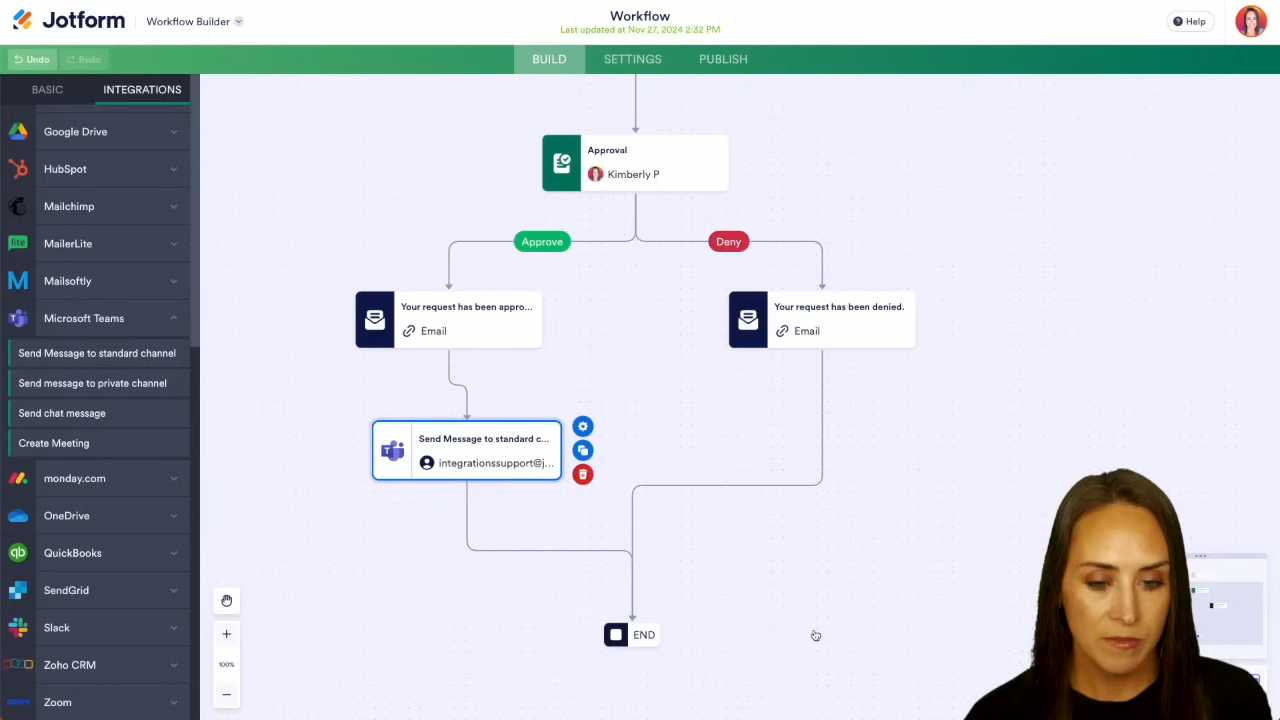 Jotform
Workflow Builder
Workflow
Last updated at Nov 27, 2024 2:32 PM
Help
Undo
Redo
BUILD
SETTINGS
PUBLISH
BASIC
INTEGRATIONS
Google Drive
HubSpot
Mailchimp
lite
MailerLite
Mailsoftly
Microsoft Teams
Send Message to standard channel
Send message to private channel
Send chat message
Create Meeting
monday.com
OneDrive
qb
QuickBooks
SendGrid
Slack
Zoho CRM
zoom
Zoom
Approval
Kimberly P
Approve
Deny
Your request has been appro...
Email
Your request has been denied.
Email
Send Message to standard c...
integrationssupport@j...
END
+
100%
−